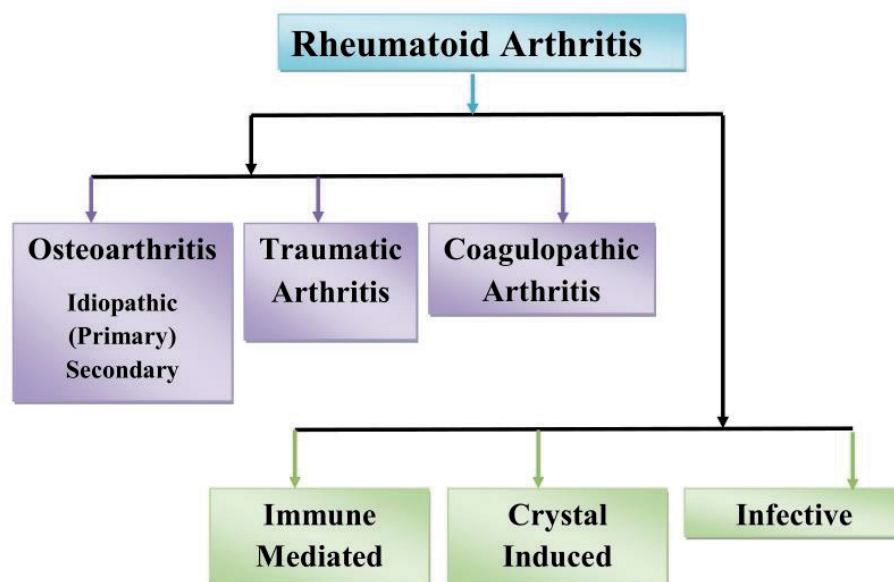 Rheumatoid Arthritis
Osteoarthritis
Idiopathic
(Primary)
Secondary
Traumatic
Arthritis
Coagulopathic
Arthritis
Immune
Mediated
Crystal
Induced
Infective